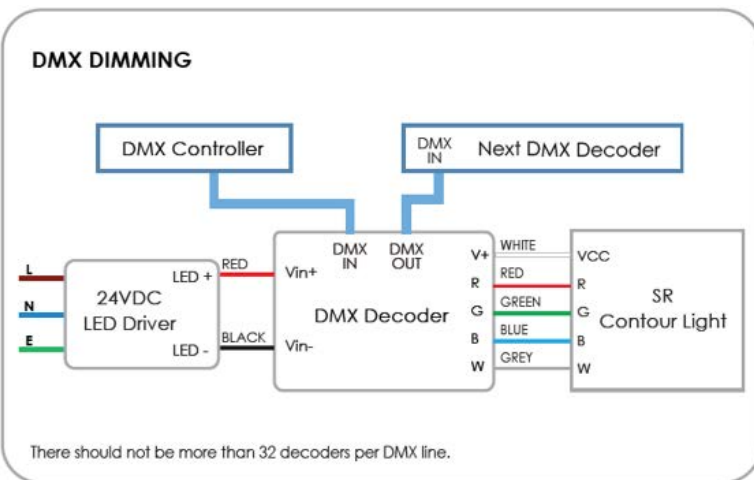 DMX DIMMING
DMX Controller
DMX
IN
Next DMX Decoder
L
N
E
24VDC
LED Driver
LED +
LED -
RED
BLACK
Vin+
Vin-
DMX
IN
DMX
OUT
DMX Decoder
V+
R
G
B
W
WHITE
RED
GREEN
BLUE
GREY
VCC
R
G
B
W
SR
Contour Light
There should not be more than 32 decoders per DMX line.